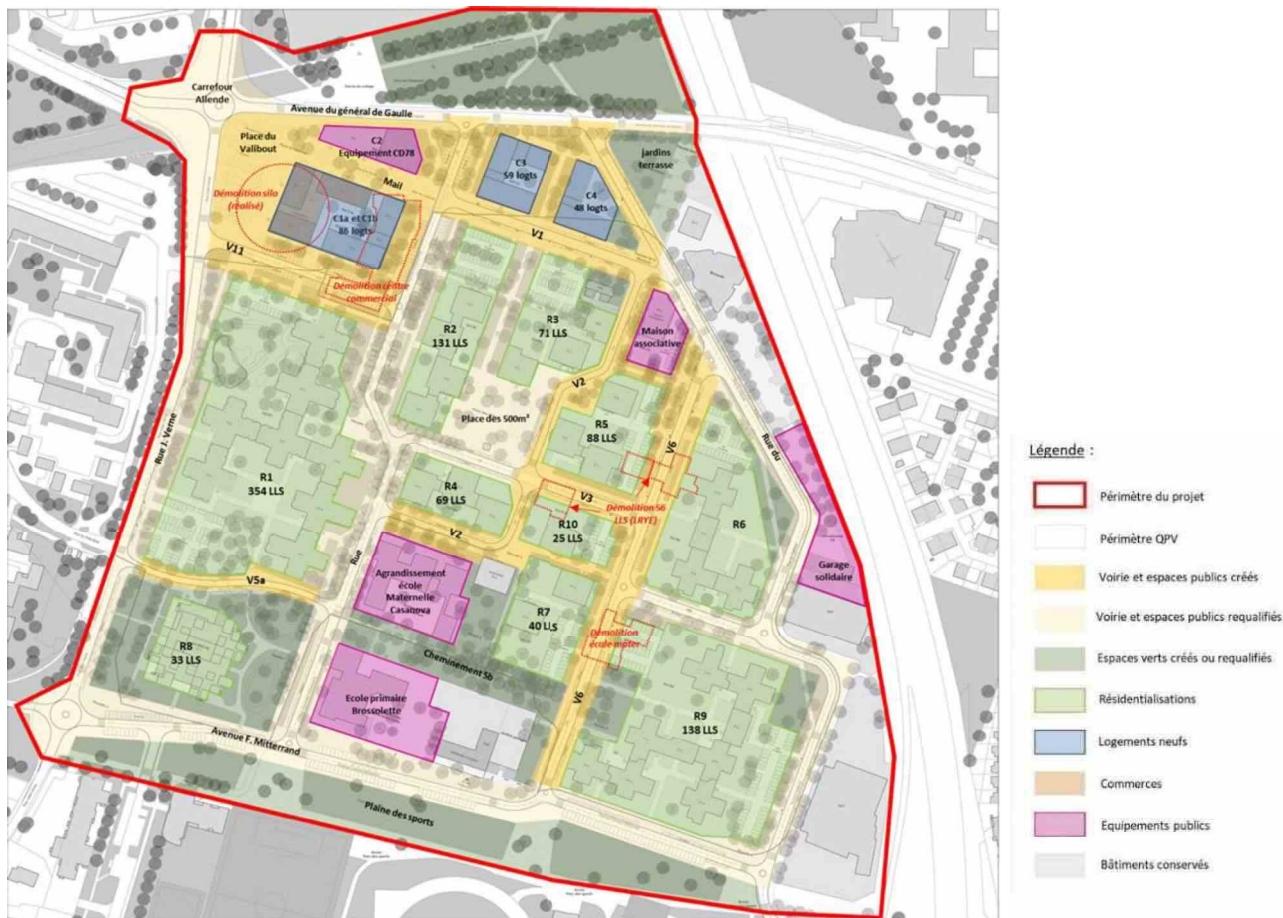 Carrefour
Allende
Avenue du général de Gaulle
Place du
Valibout
C2
Equipement CD78
Mail
C3
59 logts
C4
48 logts
jardins
terrasse
Démolition silo
(réalisé)
C1a et C1b
86 logts
V11
V1
Démolition centre
commercial
R2
131 LLS
R3
71 LLS
Maison
associative
V2
Place des 500m²
R5
88 LLS
V6
Rue du
Rue J. Verne
R1
354 LLS
R4
69 LLS
V3
Démolition 56
LLS (LRYE)
R10
25 LLS
R6
V2
Rue
Garage
solidaire
V5a
Agrandissement
école
Maternelle
Casanova
R7
40 LLS
Démolition
école mater
R8
33 LLS
Cheminement 5b
Ecole primaire
Brossolette
V6
R9
138 LLS
Avenue F. Mitterrand
Plaine des sports
Légende :
Périmètre du projet
Périmètre QPV
Voirie et espaces publics créés
Voirie et espaces publics requalifiés
Espaces verts créés ou requalifiés
Résidentialisations
Logements neufs
Commerces
Equipements publics
Bâtiments conservés